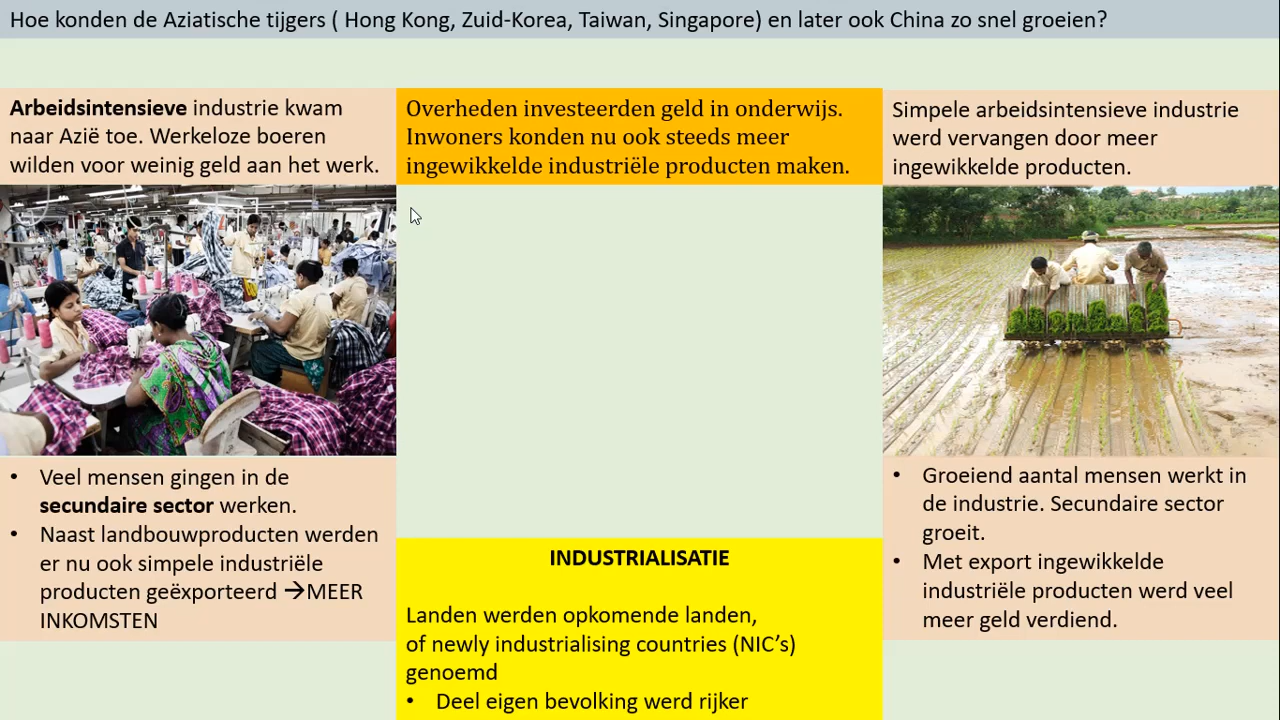 Hoe konden de Aziatische tijgers ( Hong Kong, Zuid-Korea, Taiwan, Singapore) en later ook China zo snel groeien?
Arbeidsintensieve industrie kwam
naar Azië toe. Werkeloze boeren
wilden voor weinig geld aan het werk.
• Veel mensen gingen in de
secundaire sector werken.
• Naast landbouwproducten werden
er nu ook simpele industriële
producten geëxporteerd →MEER
INKOMSTEN
Overheden investeerden geld in onderwijs.
Inwoners konden nu ook steeds meer
ingewikkelde industriële producten maken.
INDUSTRIALISATIE
Landen werden opkomende landen,
of newly industrialising countries (NIC’s)
genoemd
• Deel eigen bevolking werd rijker
Simpele arbeidsintensieve industrie
werd vervangen door meer
ingewikkelde producten.
• Groeiend aantal mensen werkt in
de industrie. Secundaire sector
groeit.
• Met export ingewikkelde
industriële producten werd veel
meer geld verdiend.